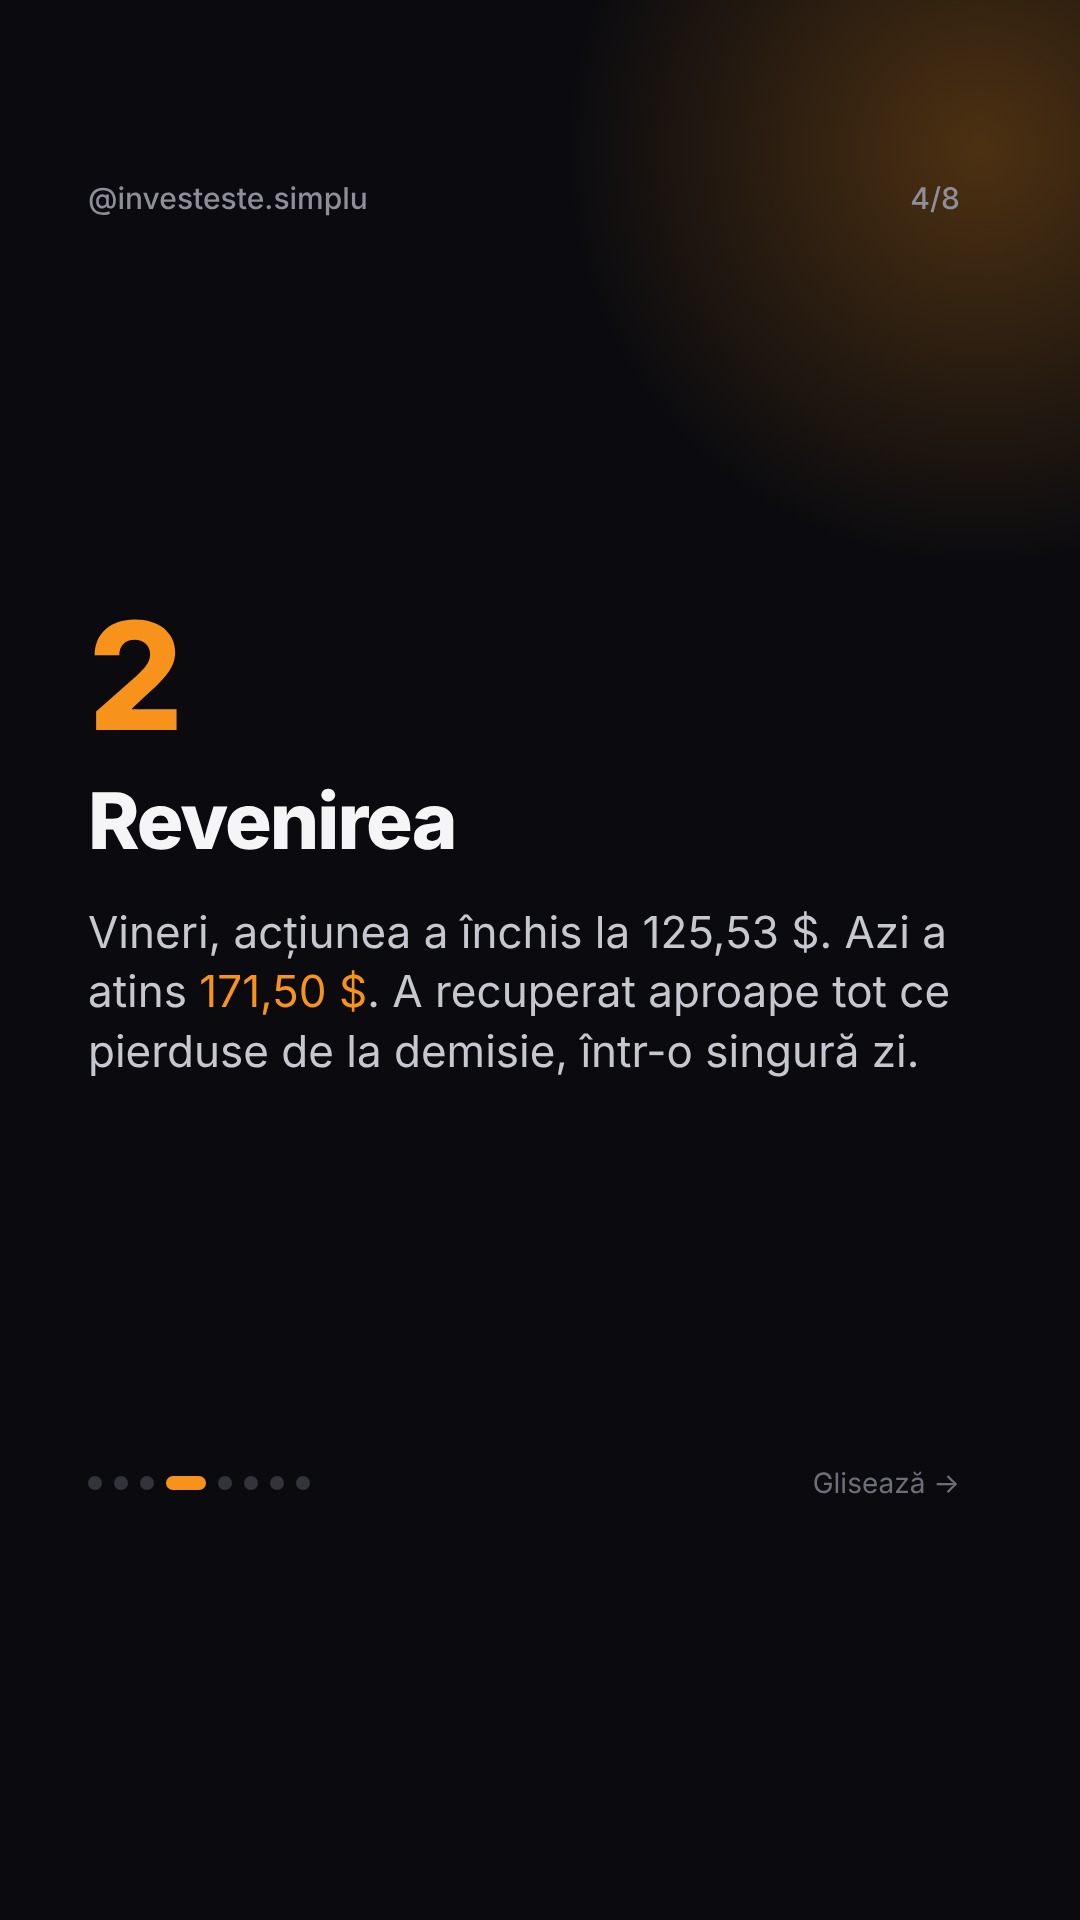 @investeste.simplu
4/8
2
Revenirea
Vineri, acțiunea a închis la 125,53 $. Azi a
atins 171,50 $. A recuperat aproape tot ce
pierduse de la demisie, într-o singură zi.
Glisează →